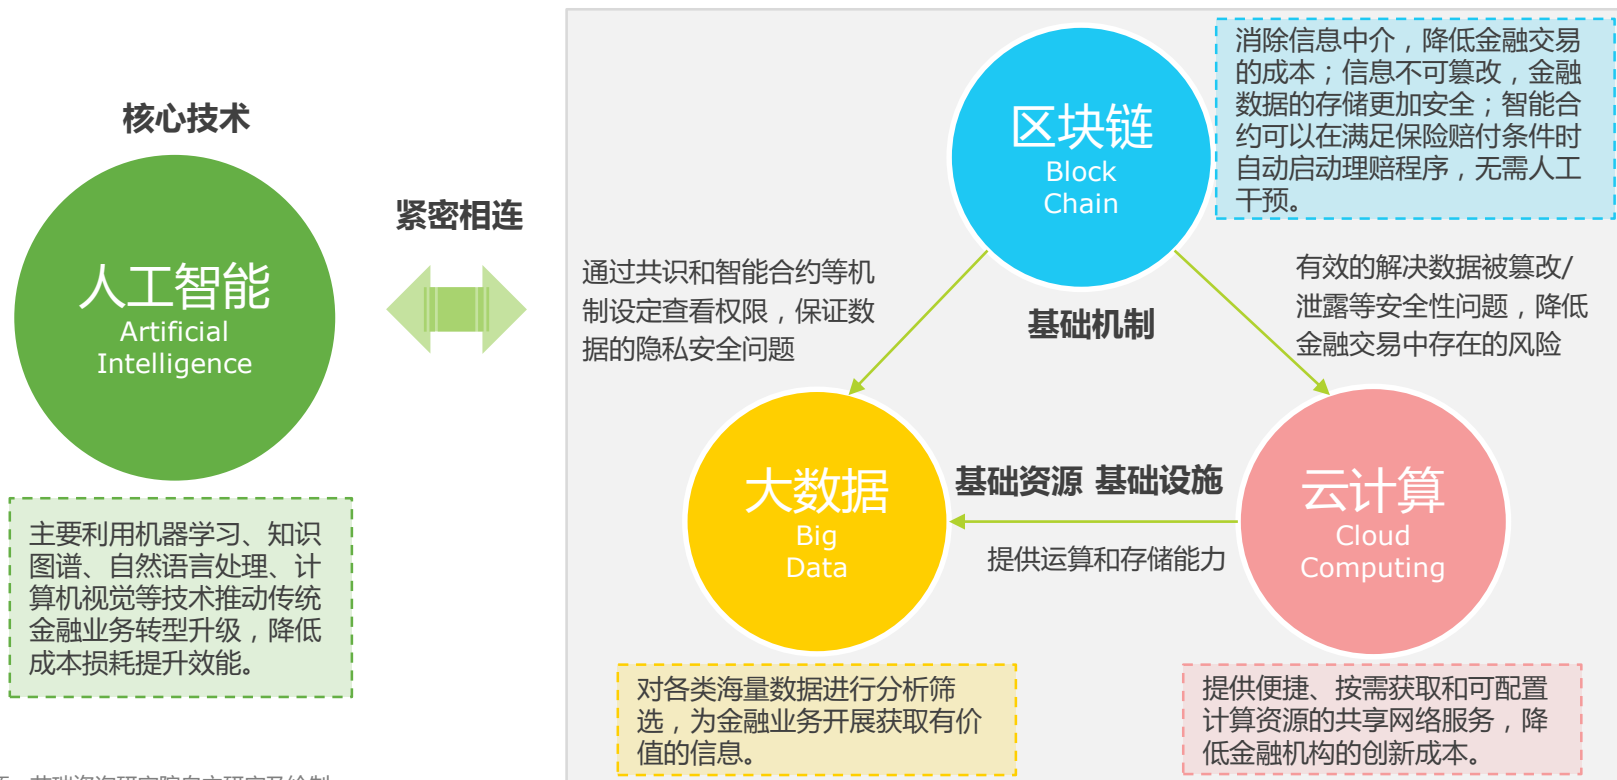 核心技术
人工智能
Artificial
Intelligence
主要利用机器学习、知识
图谱、自然语言处理、计
算机视觉等技术推动传统
金融业务转型升级，降低
成本损耗提升效能。
紧密相连
区块链
Block
Chain
消除信息中介，降低金融交易
的成本；信息不可篡改，金融
数据的存储更加安全；智能合
约可以在满足保险赔付条件时
自动启动理赔程序，无需人工
干预。
通过共识和智能合约等机
制设定查看权限，保证数
据的隐私安全问题
基础机制
有效的解决数据被篡改/
泄露等安全性问题，降低
金融交易中存在的风险
大数据
Big
Data
基础资源 基础设施
提供运算和存储能力
云计算
Cloud
Computing
对各类海量数据进行分析筛
选，为金融业务开展获取有价
值的信息。
提供便捷、按需获取和可配置
计算资源的共享网络服务，降
低金融机构的创新成本。